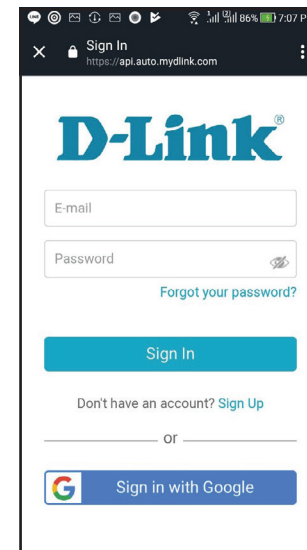 86% 7:07 P
Sign In
https://api.auto.mydlink.com
D-Link®
E-mail
Password
Forgot your password?
Sign In
Don't have an account? Sign Up
or
Sign in with Google